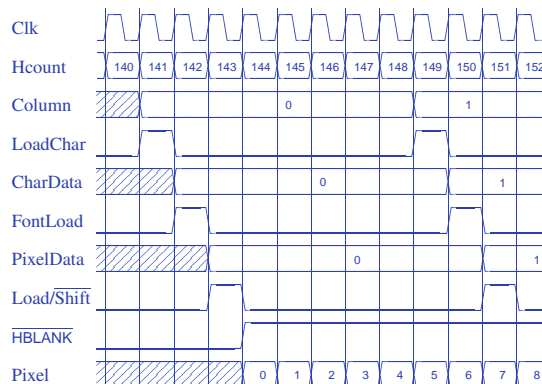 Clk
Hcount 140 141 142 143 144 145 146 147 148 149 150 151 152
Column 0 1
LoadChar
CharData 0 1
FontLoad
PixelData 0 1
Load/Shift
HBLANK
Pixel 0 1 2 3 4 5 6 7 8